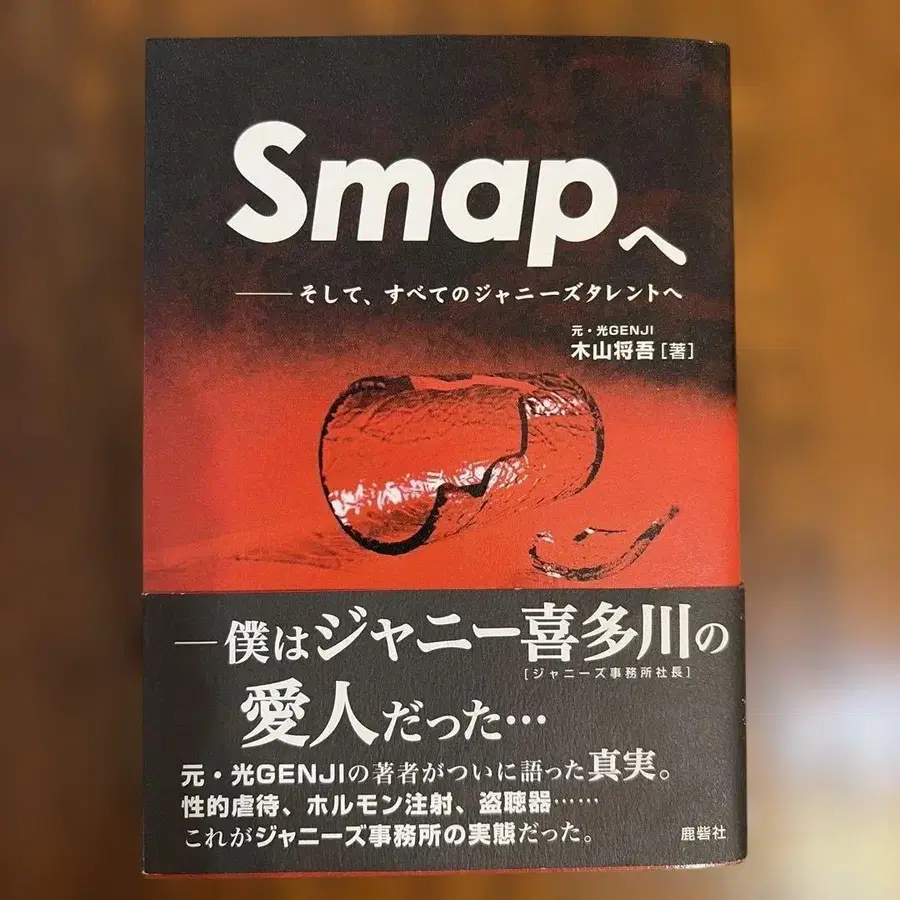 Smapへ
――そして、すべてのジャニーズタレントへ
元・光GENJI
木山将吾[著]
―僕はジャニー喜多川の
[ジャニーズ事務所社長]
愛人だった…
元・光GENJIの著者がついに語った真実。
性的虐待、ホルモン注射、盗聴器……
これがジャニーズ事務所の実態だった。
鹿砦社